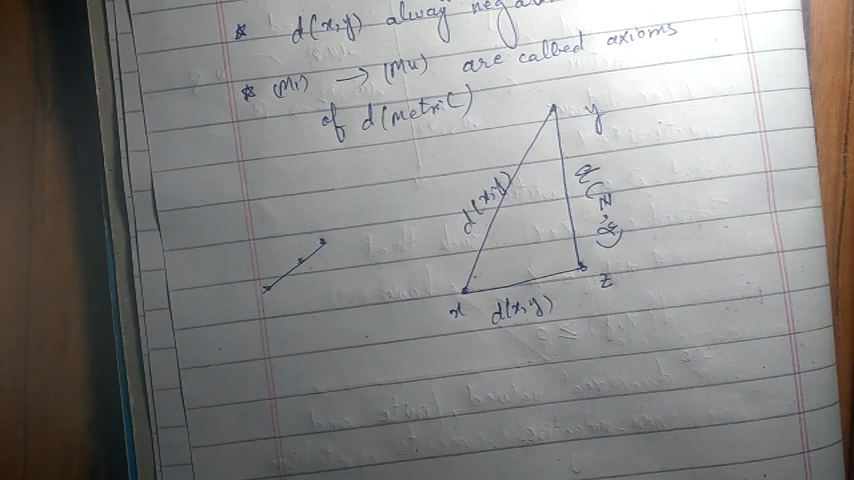 * d(x,y) alway
* (M1) → (M4) are called axioms
of d(metric)
y
d(x,y)
d(z,y)
z
x
d(x,y)